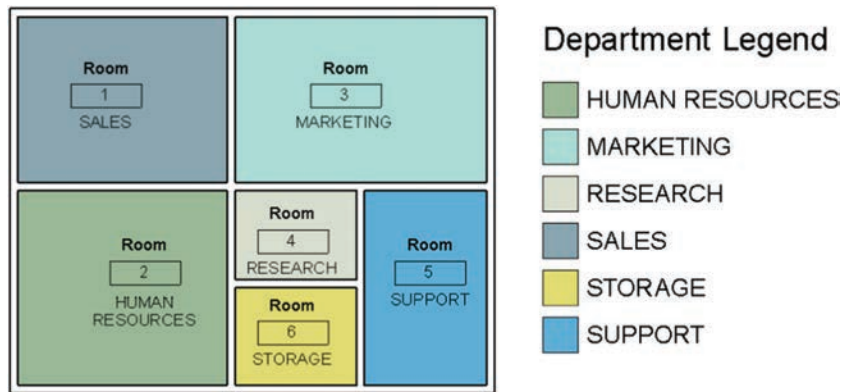 Room
1
SALES
Room
3
MARKETING
Room
2
HUMAN
RESOURCES
Room
4
RESEARCH
Room
5
SUPPORT
Room
6
STORAGE
Department Legend
HUMAN RESOURCES
MARKETING
RESEARCH
SALES
STORAGE
SUPPORT